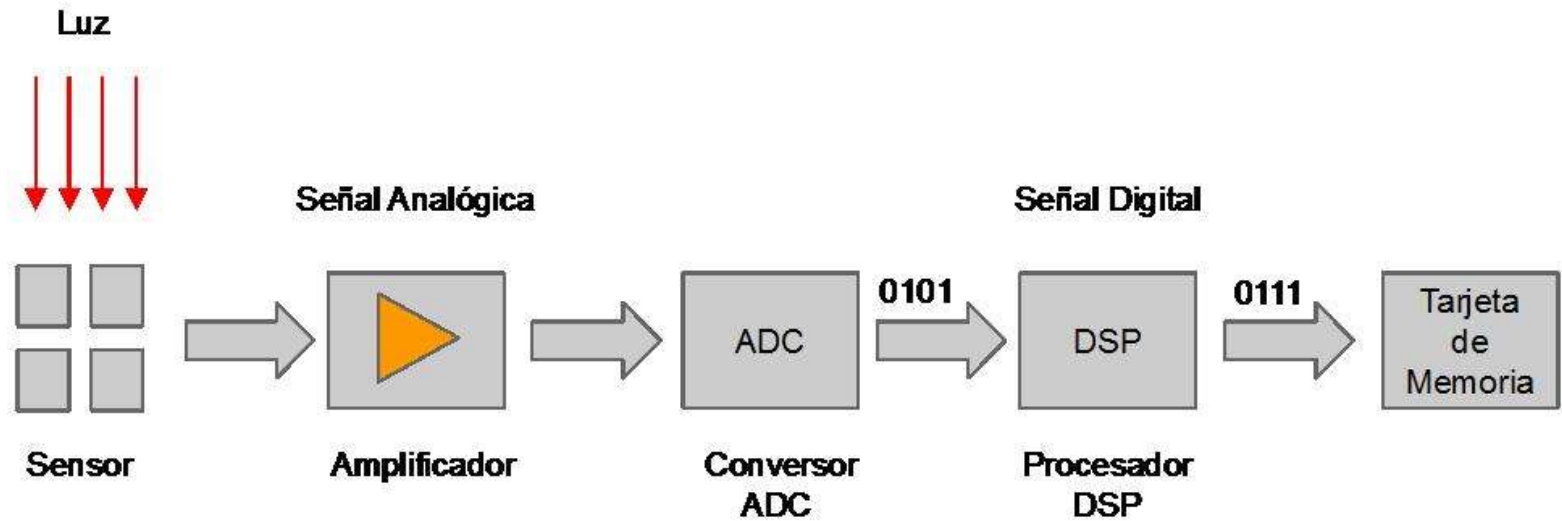 Luz
Señal Analógica
Señal Digital
0101
0111
ADC
DSP
Tarjeta
de
Memoria
Sensor
Amplificador
Conversor
ADC
Procesador
DSP